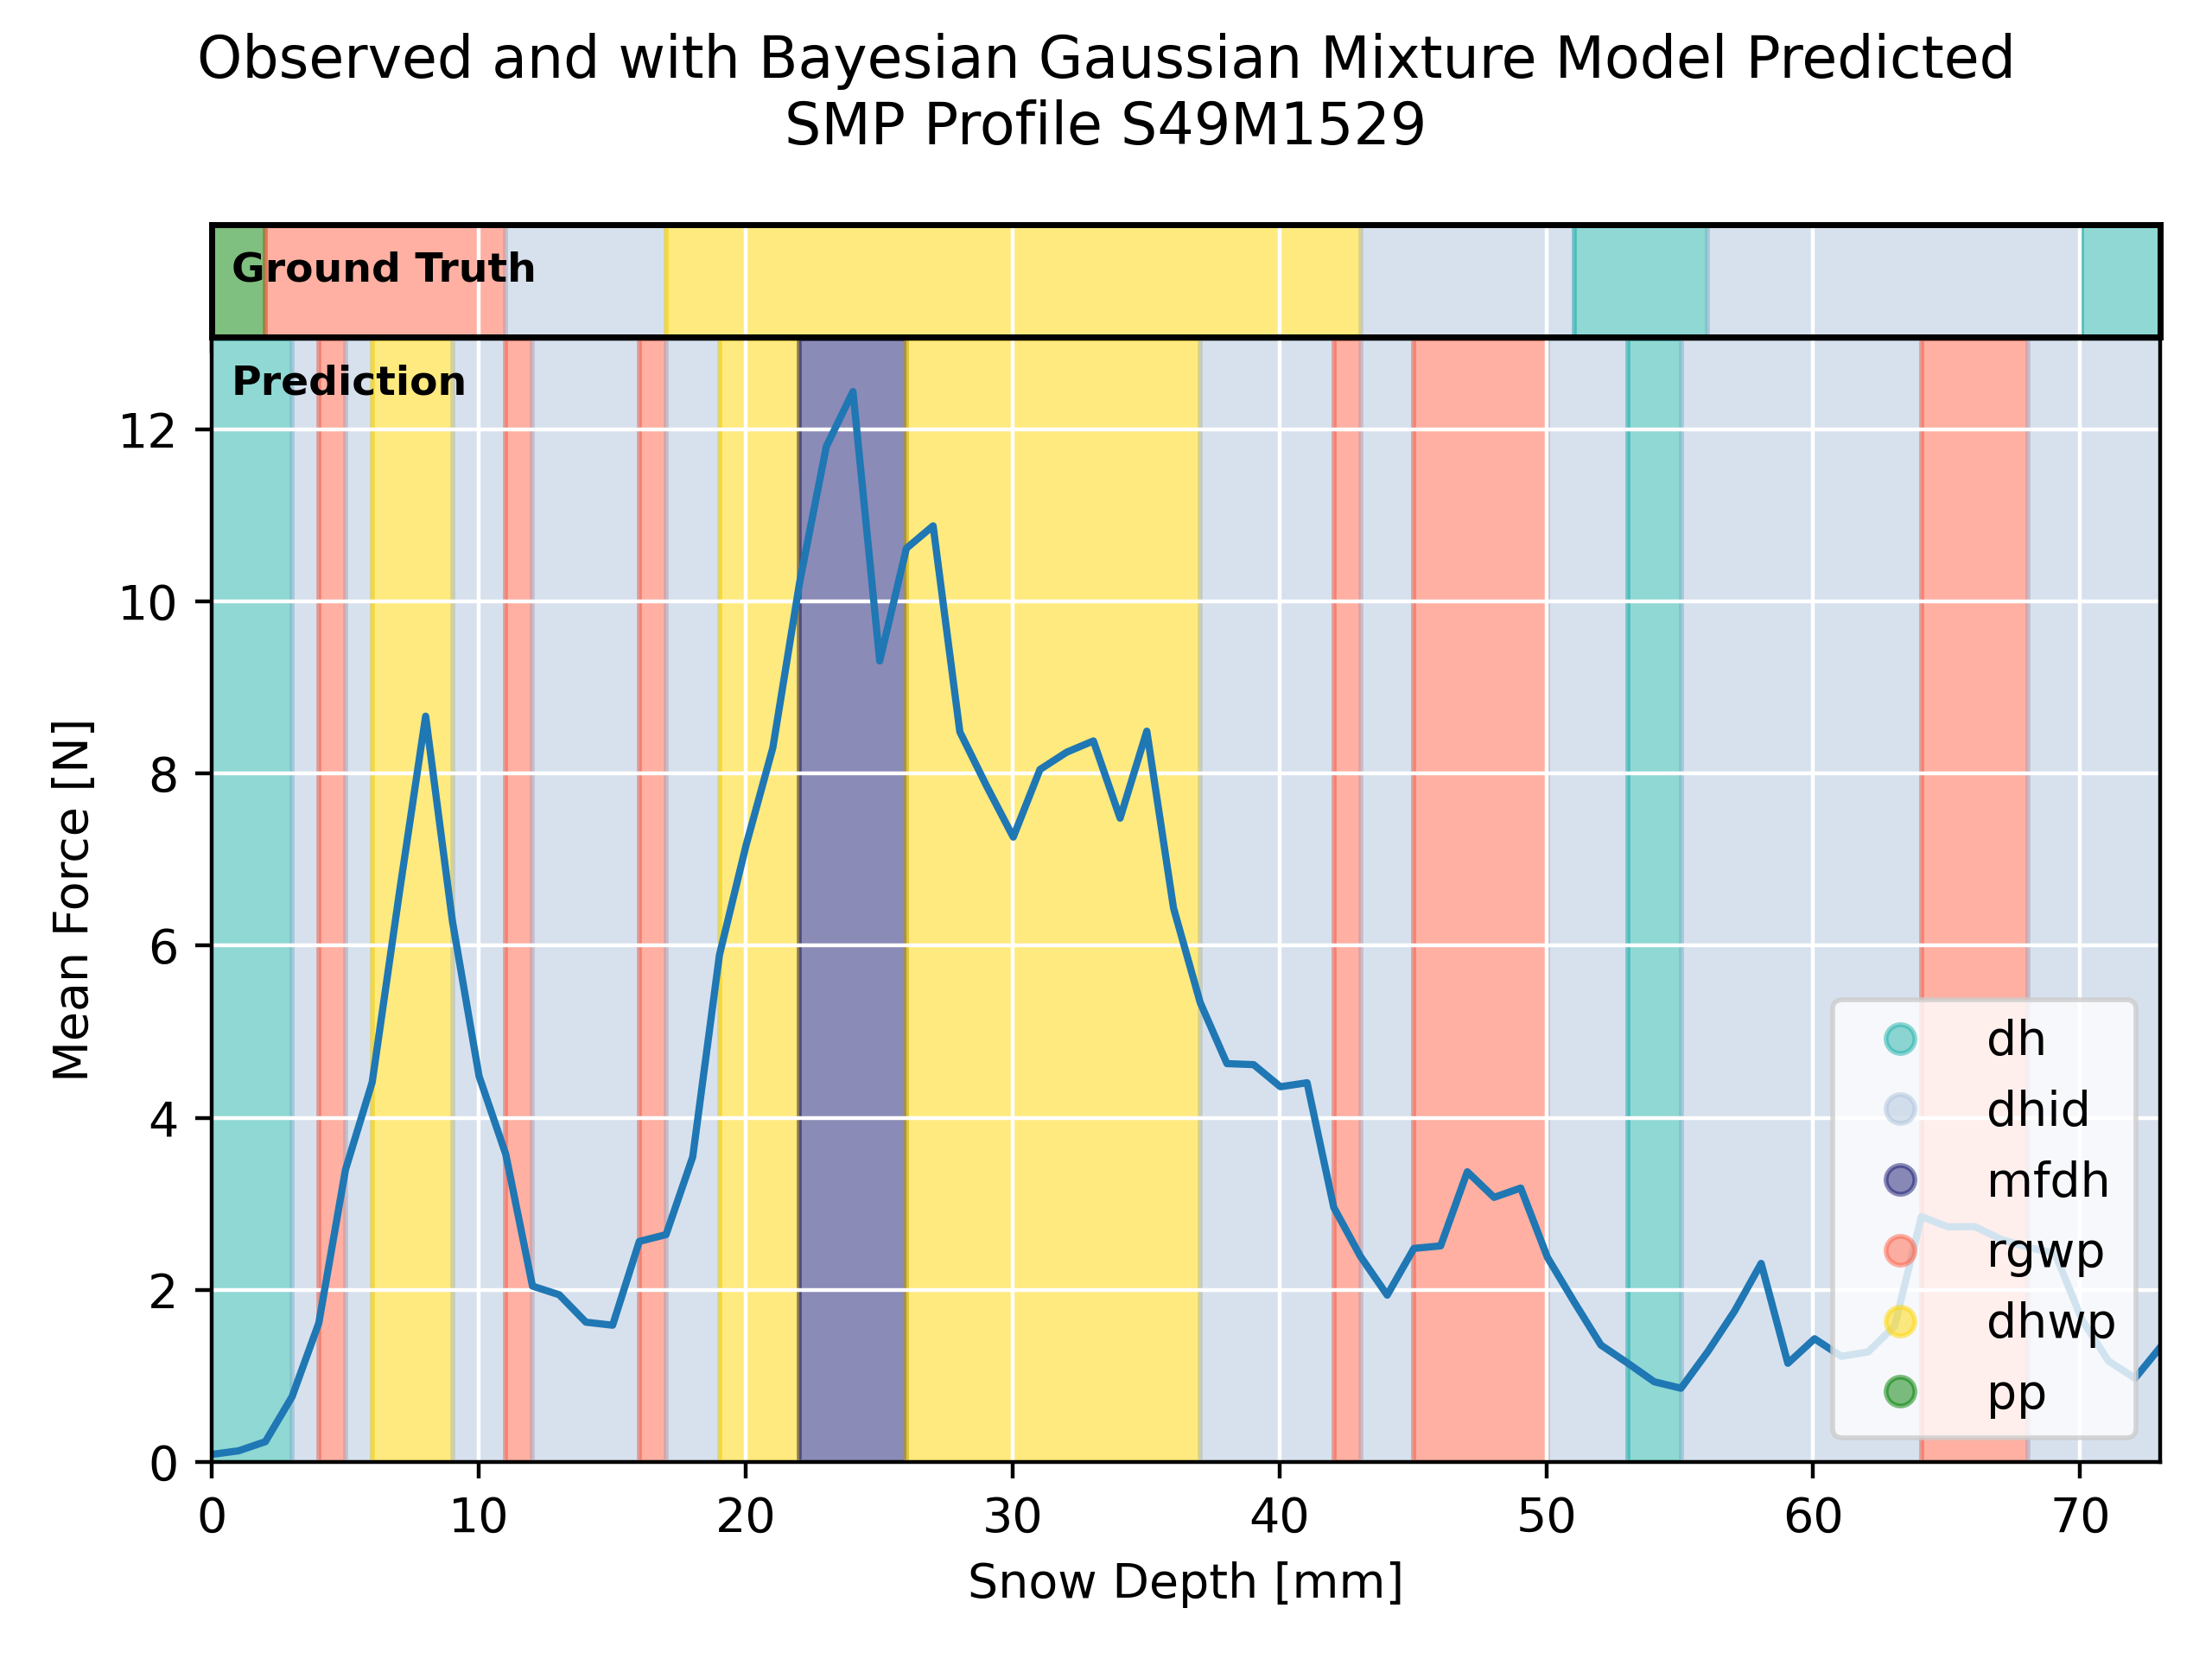 Observed and with Bayesian Gaussian Mixture Model Predicted
SMP Profile S49M1529
Ground Truth
Prediction
12
10
8
6
4
2
0
Mean Force [N]
dh
dhid
mfdh
rgwp
dhwp
pp
0 10 20 30 40 50 60 70
Snow Depth [mm]